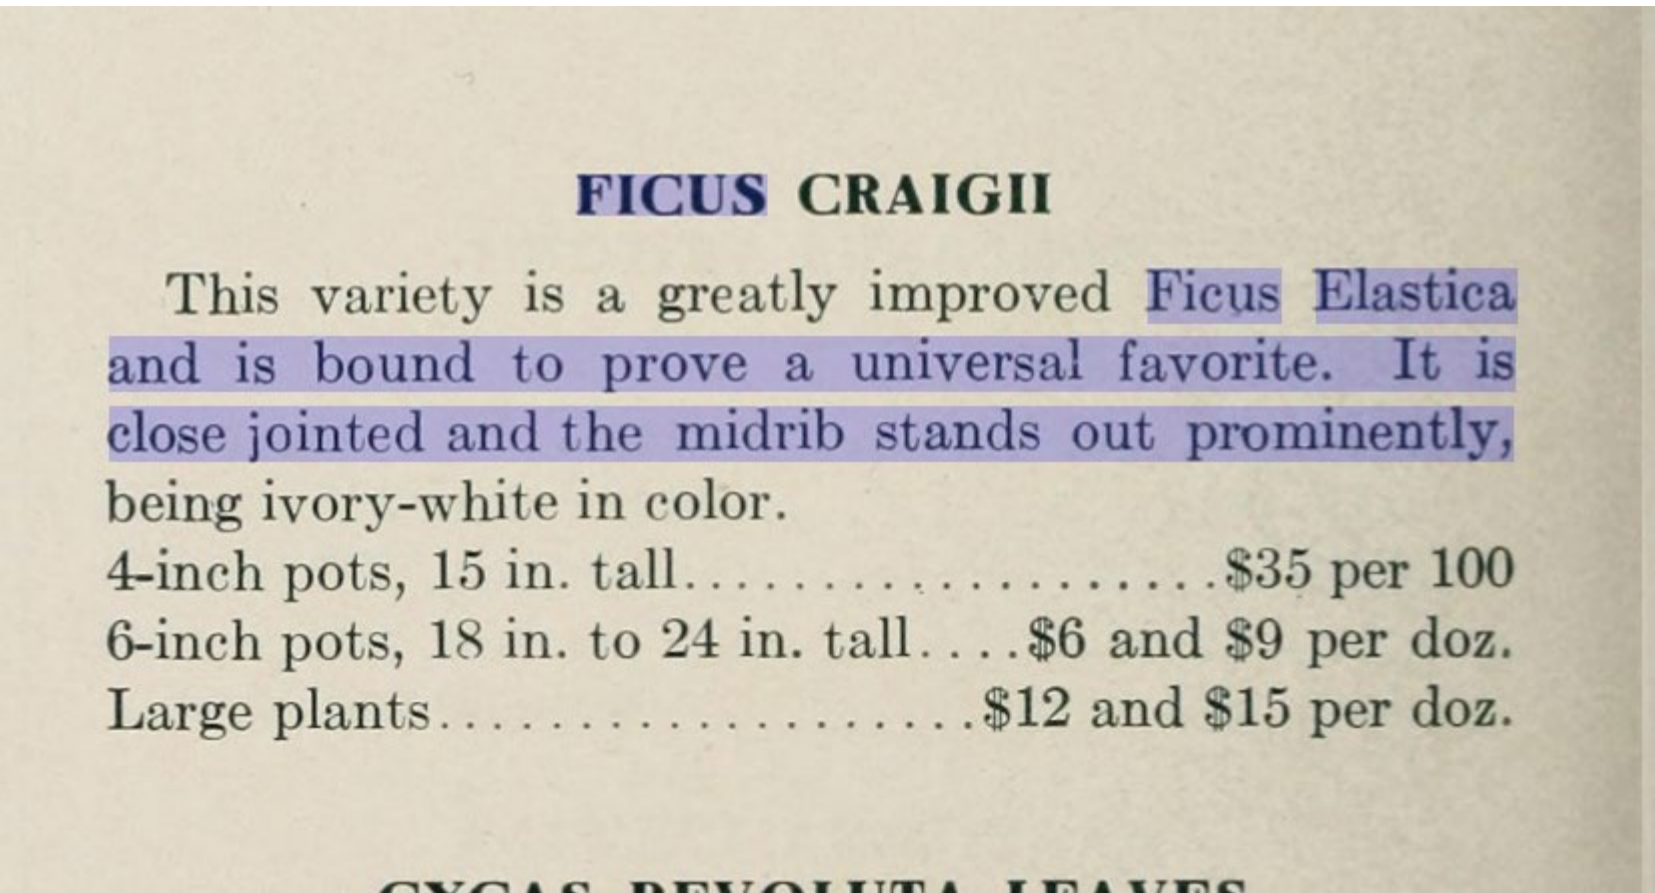 FICUS CRAIGII
This variety is a greatly improved Ficus Elastica
and is bound to prove a universal favorite. It is
close jointed and the midrib stands out prominently,
being ivory-white in color.
4-inch pots, 15 in. tall...................$35 per 100
6-inch pots, 18 in. to 24 in. tall....$6 and $9 per doz.
Large plants...................$12 and $15 per doz.
CYCAS REVOLUTA LEAVES